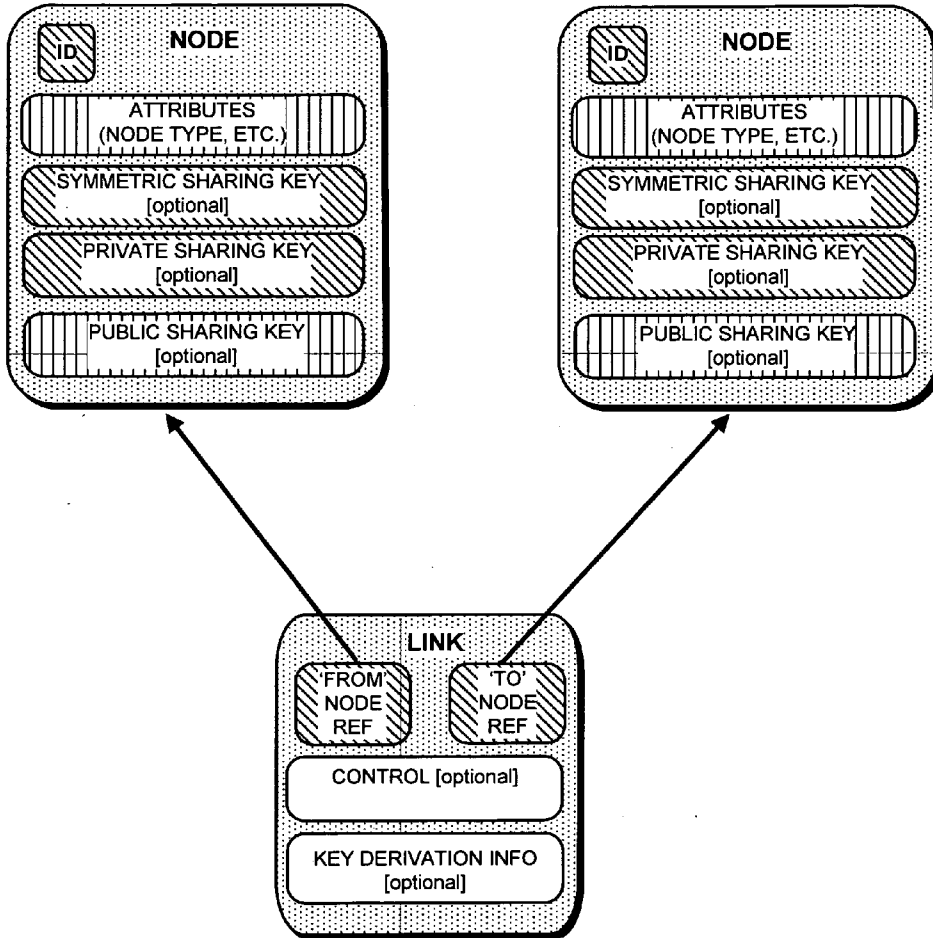 NODE
ID
ATTRIBUTES
(NODE TYPE, ETC.)
SYMMETRIC SHARING KEY
[optional]
PRIVATE SHARING KEY
[optional]
PUBLIC SHARING KEY
[optional]
NODE
ID
ATTRIBUTES
(NODE TYPE, ETC.)
SYMMETRIC SHARING KEY
[optional]
PRIVATE SHARING KEY
[optional]
PUBLIC SHARING KEY
[optional]
LINK
'FROM'
NODE
REF
'TO'
NODE
REF
CONTROL [optional]
KEY DERIVATION INFO
[optional]